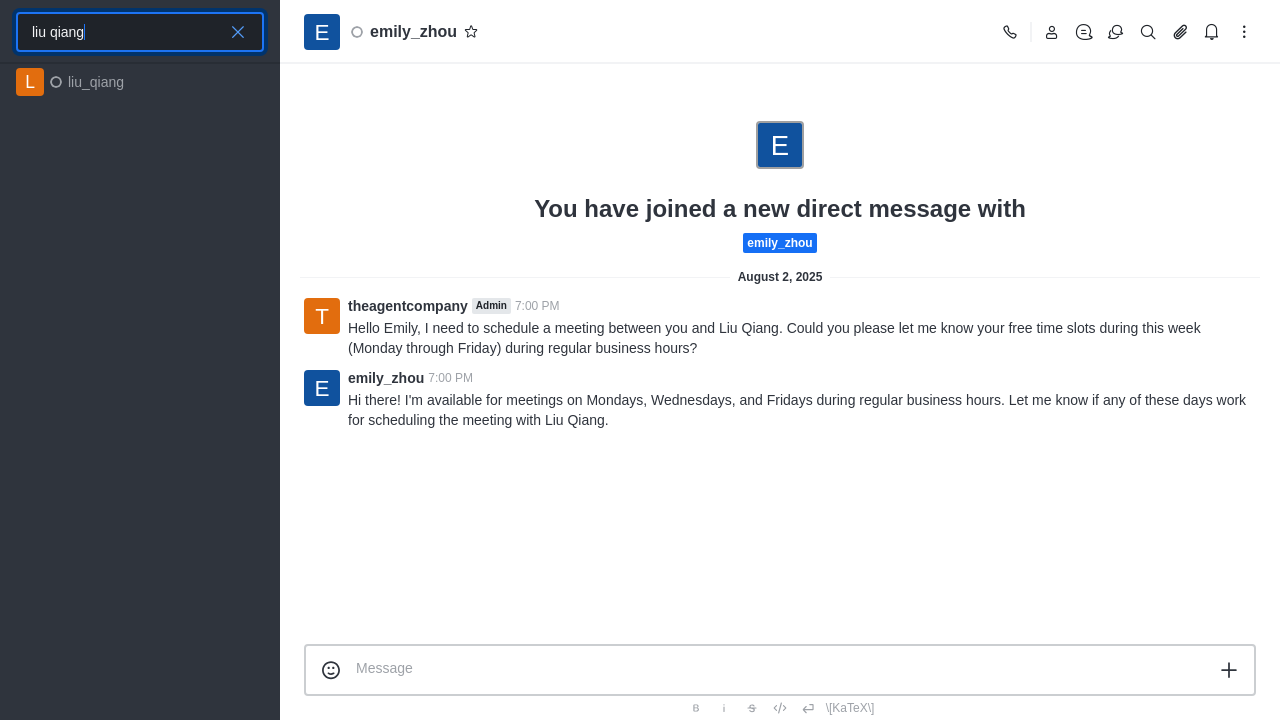 liu qiang
L liu_qiang
E emily_zhou
E
You have joined a new direct message with
emily_zhou
August 2, 2025
T theagentcompany Admin 7:00 PM
Hello Emily, I need to schedule a meeting between you and Liu Qiang. Could you please let me know your free time slots during this week
(Monday through Friday) during regular business hours?
E emily_zhou 7:00 PM
Hi there! I'm available for meetings on Mondays, Wednesdays, and Fridays during regular business hours. Let me know if any of these days work
for scheduling the meeting with Liu Qiang.
Message
B i S \[KaTeX\]